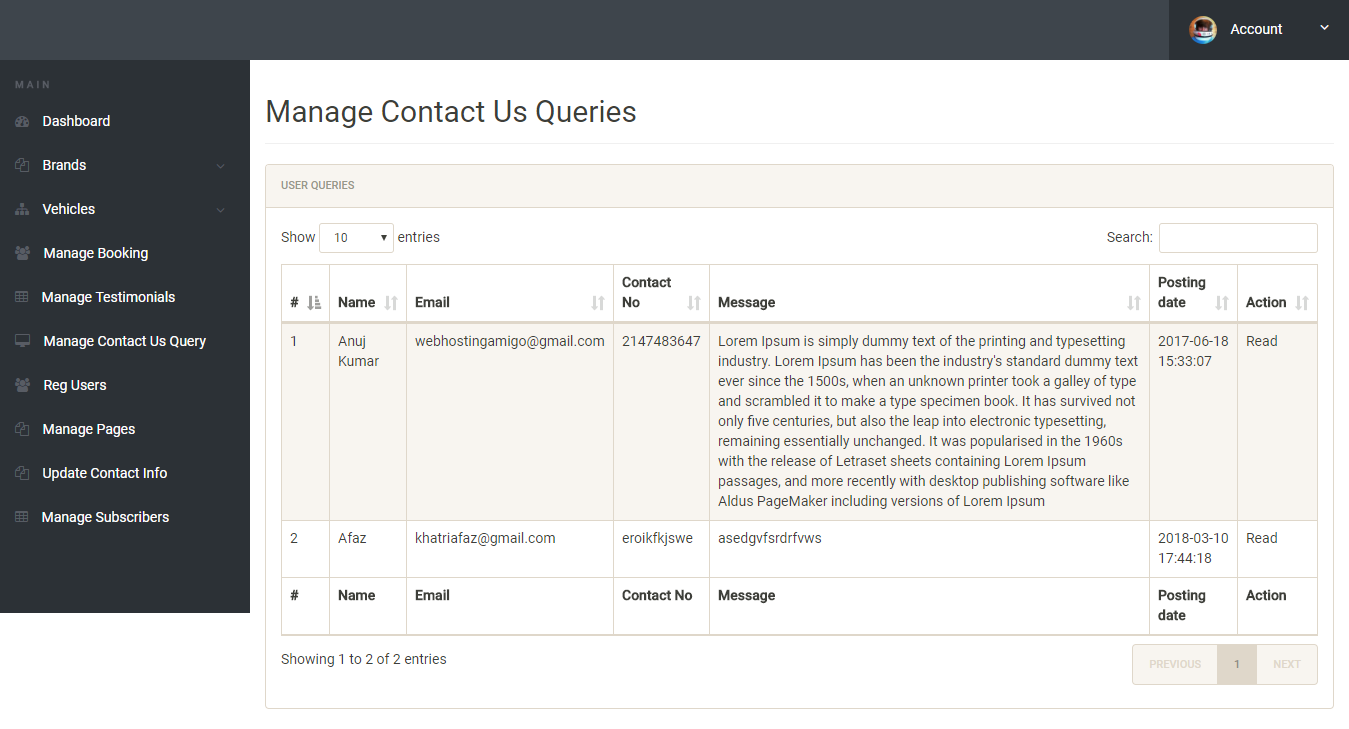 Account
MAIN
Dashboard
Brands
Vehicles
Manage Booking
Manage Testimonials
Manage Contact Us Query
Reg Users
Manage Pages
Update Contact Info
Manage Subscribers
Manage Contact Us Queries
USER QUERIES
Show 10 entries
Search:
# Name Email Contact No Message Posting date Action
1 Anuj Kumar webhostingamigo@gmail.com 2147483647
Lorem Ipsum is simply dummy text of the printing and typesetting
industry. Lorem Ipsum has been the industry's standard dummy text
ever since the 1500s, when an unknown printer took a galley of type
and scrambled it to make a type specimen book. It has survived not
only five centuries, but also the leap into electronic typesetting,
remaining essentially unchanged. It was popularised in the 1960s
with the release of Letraset sheets containing Lorem Ipsum
passages, and more recently with desktop publishing software like
Aldus PageMaker including versions of Lorem Ipsum
2017-06-18
15:33:07
Read
2 Afaz khatriafaz@gmail.com eroikfkjswe asedgvfsrdrfvws
2018-03-10
17:44:18
Read
# Name Email Contact No Message Posting date Action
Showing 1 to 2 of 2 entries
PREVIOUS 1 NEXT